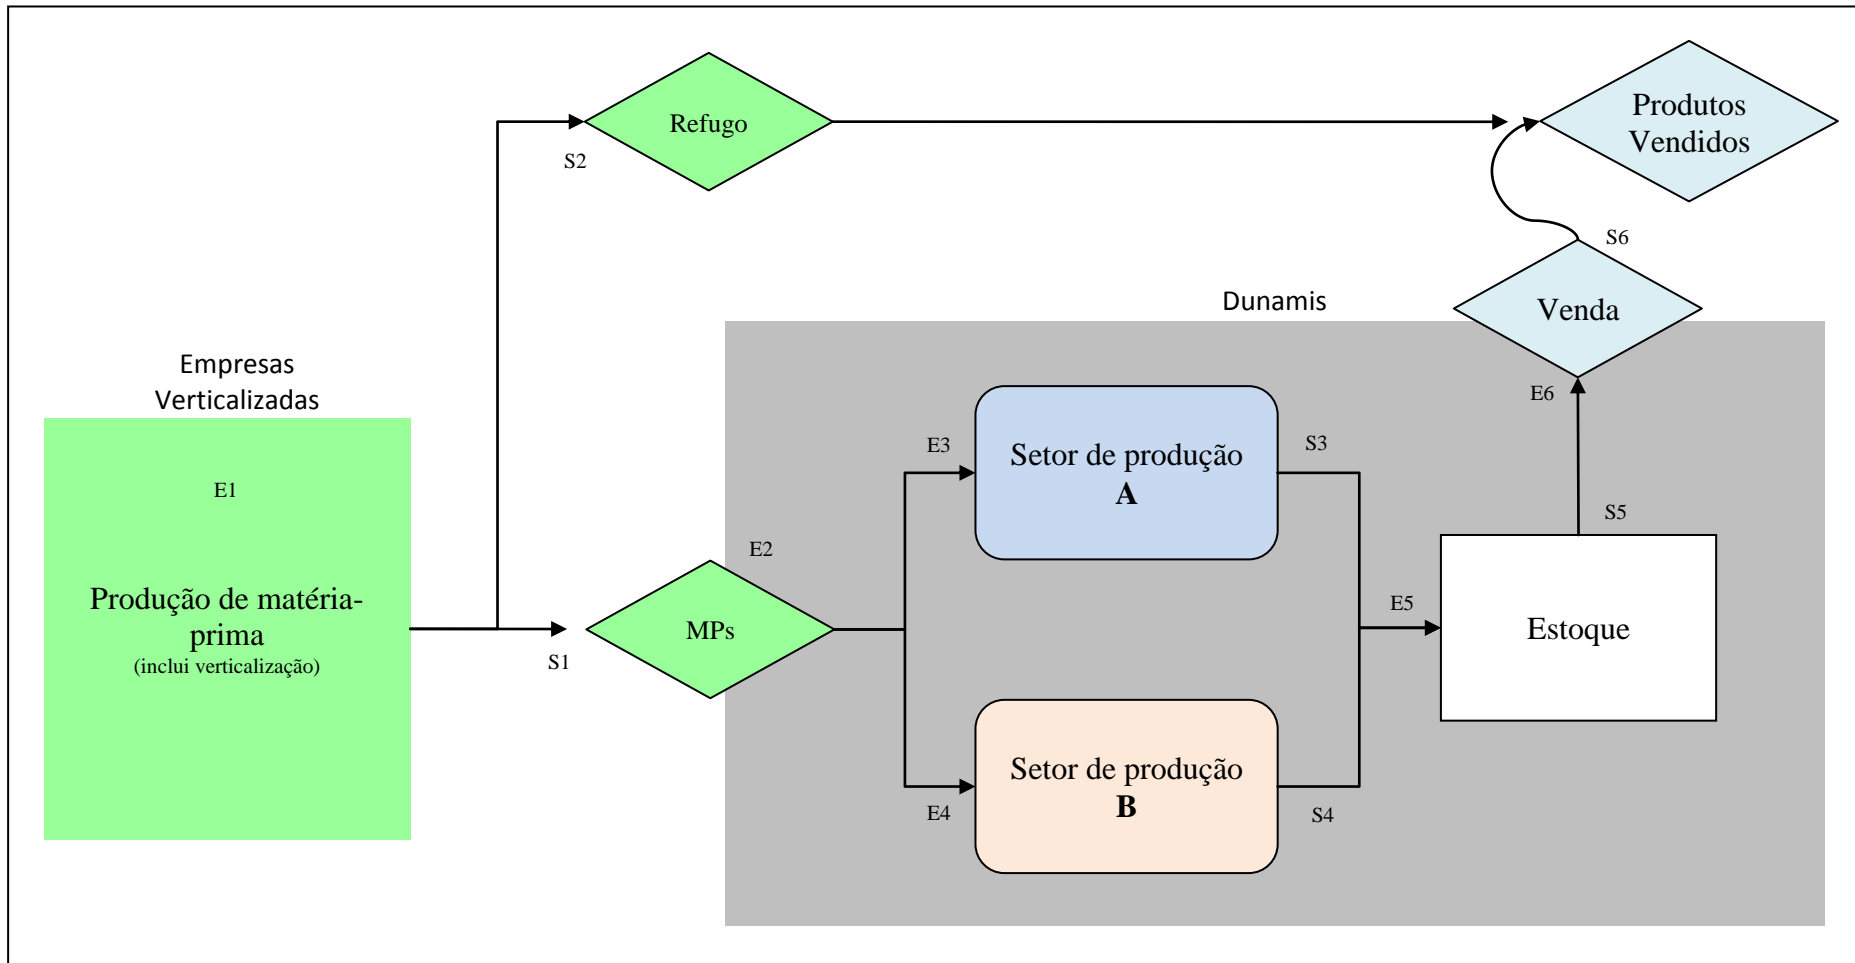 Refugo
Produtos
Vendidos
S2
S6
Dunamis
Venda
Empresas
Verticalizadas
E6
E1
E3
Setor de produção
A
S3
S5
E2
Produção de matéria-
prima
(inclui verticalização)
S1
MPs
E5
Estoque
E4
Setor de produção
B
S4